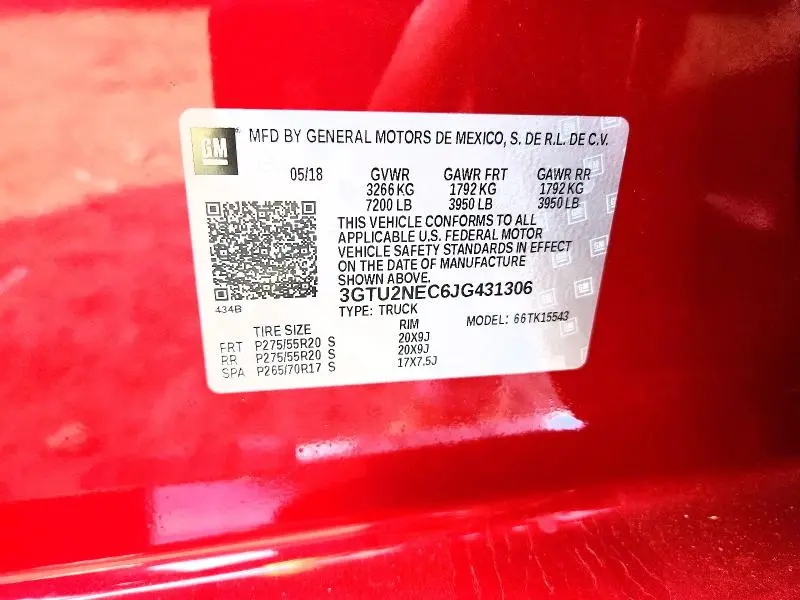 GM
MFD BY GENERAL MOTORS DE MEXICO, S. DE R.L. DE C.V.
05/18 GVWR GAWR FRT GAWR RR
3266 KG 1792 KG 1792 KG
7200 LB 3950 LB 3950 LB
THIS VEHICLE CONFORMS TO ALL
APPLICABLE U.S. FEDERAL MOTOR
VEHICLE SAFETY STANDARDS IN EFFECT
ON THE DATE OF MANUFACTURE
SHOWN ABOVE.
434B
3GTU2NEC6JG431306
TYPE: TRUCK MODEL: 66TK15543
TIRE SIZE RIM
FRT P275/55R20 S 20X9J
RR P275/55R20 S 20X9J
SPA P265/70R17 S 17X7.5J